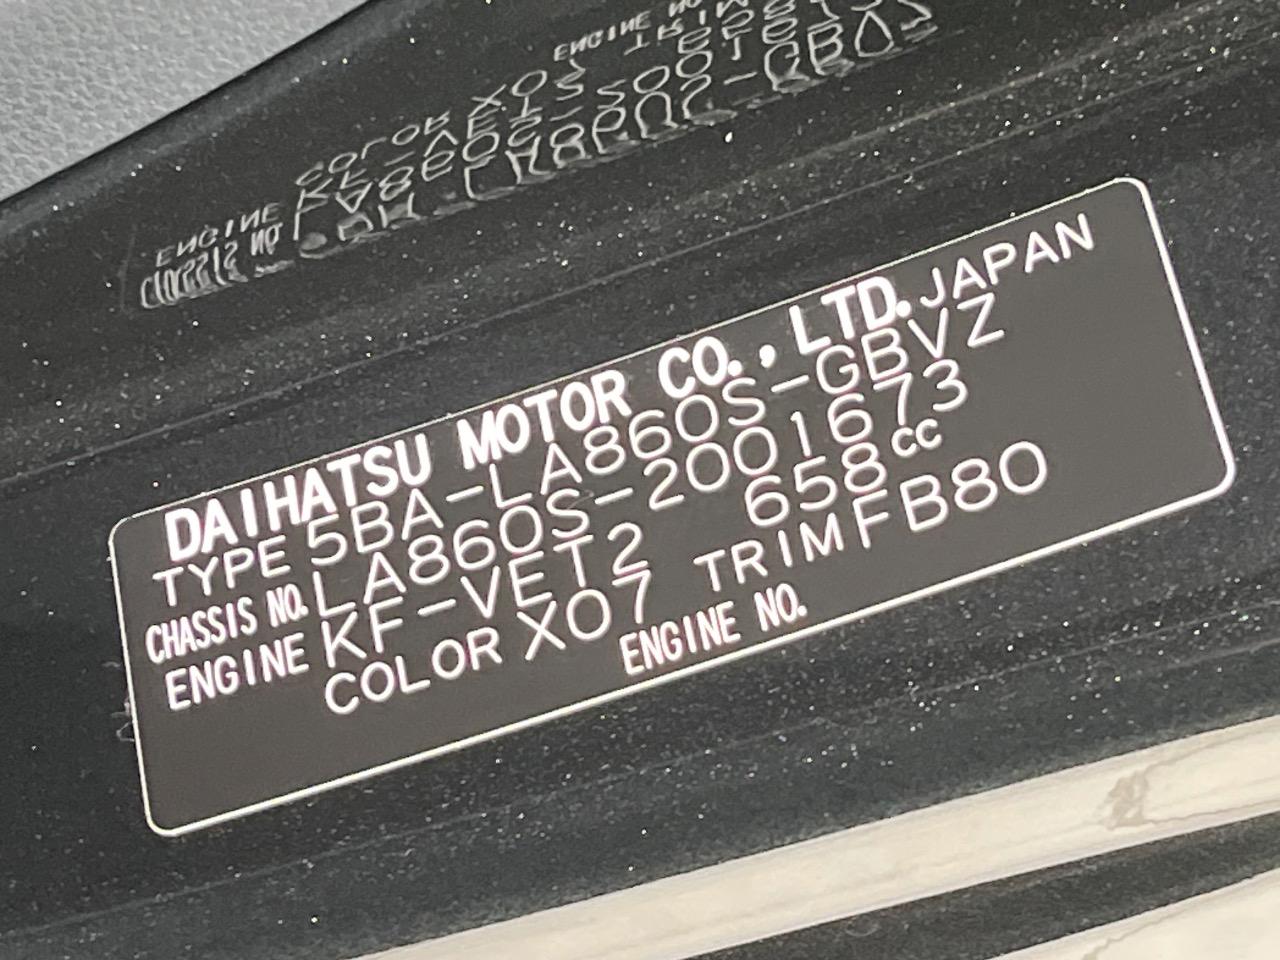 DAIHATSU MOTOR CO., LTD. JAPAN
TYPE 5BA-LA860S-GBVZ
CHASSIS NO. LA860S-2001673
ENGINE KF-VET2 658cc
COLOR X07 TRIM FB80
ENGINE NO.